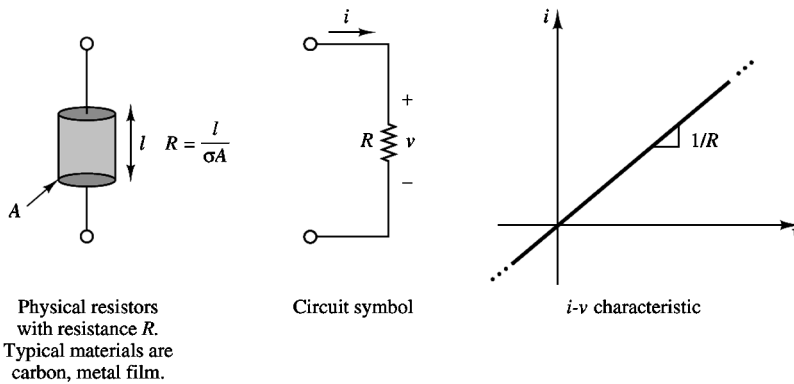 l
R = l / σA
A
Physical resistors
with resistance R.
Typical materials are
carbon, metal film.
i
+
R
v
–
Circuit symbol
i
1/R
i-v characteristic